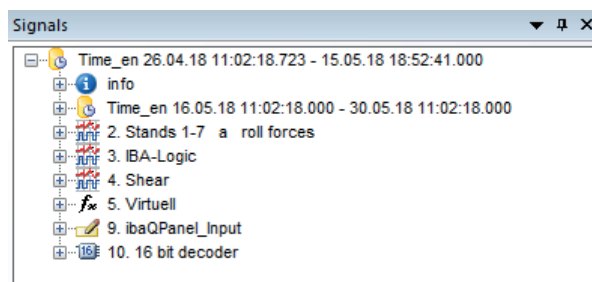 Signals
Time_en 26.04.18 11:02:18.723 - 15.05.18 18:52:41.000
info
Time_en 16.05.18 11:02:18.000 - 30.05.18 11:02:18.000
2. Stands 1-7 a roll forces
3. IBA-Logic
4. Shear
fx 5. Virtuell
9. ibaQPanel_Input
16 10. 16 bit decoder